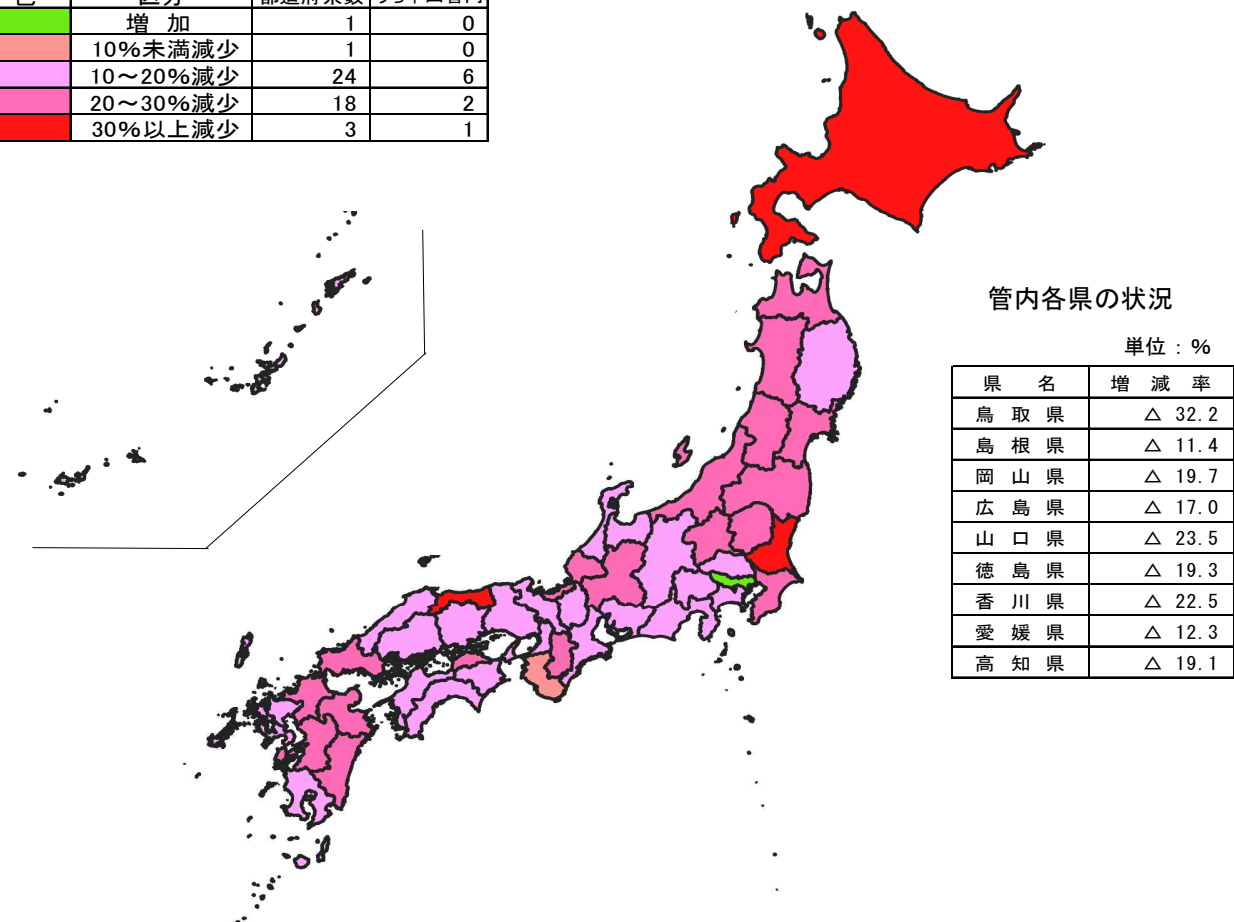 増 加 1 0
10%未満減少 1 0
10～20%減少 24 6
20～30%減少 18 2
30%以上減少 3 1
管内各県の状況
単位：%
県 名 増 減 率
鳥 取 県 △ 32.2
島 根 県 △ 11.4
岡 山 県 △ 19.7
広 島 県 △ 17.0
山 口 県 △ 23.5
徳 島 県 △ 19.3
香 川 県 △ 22.5
愛 媛 県 △ 12.3
高 知 県 △ 19.1